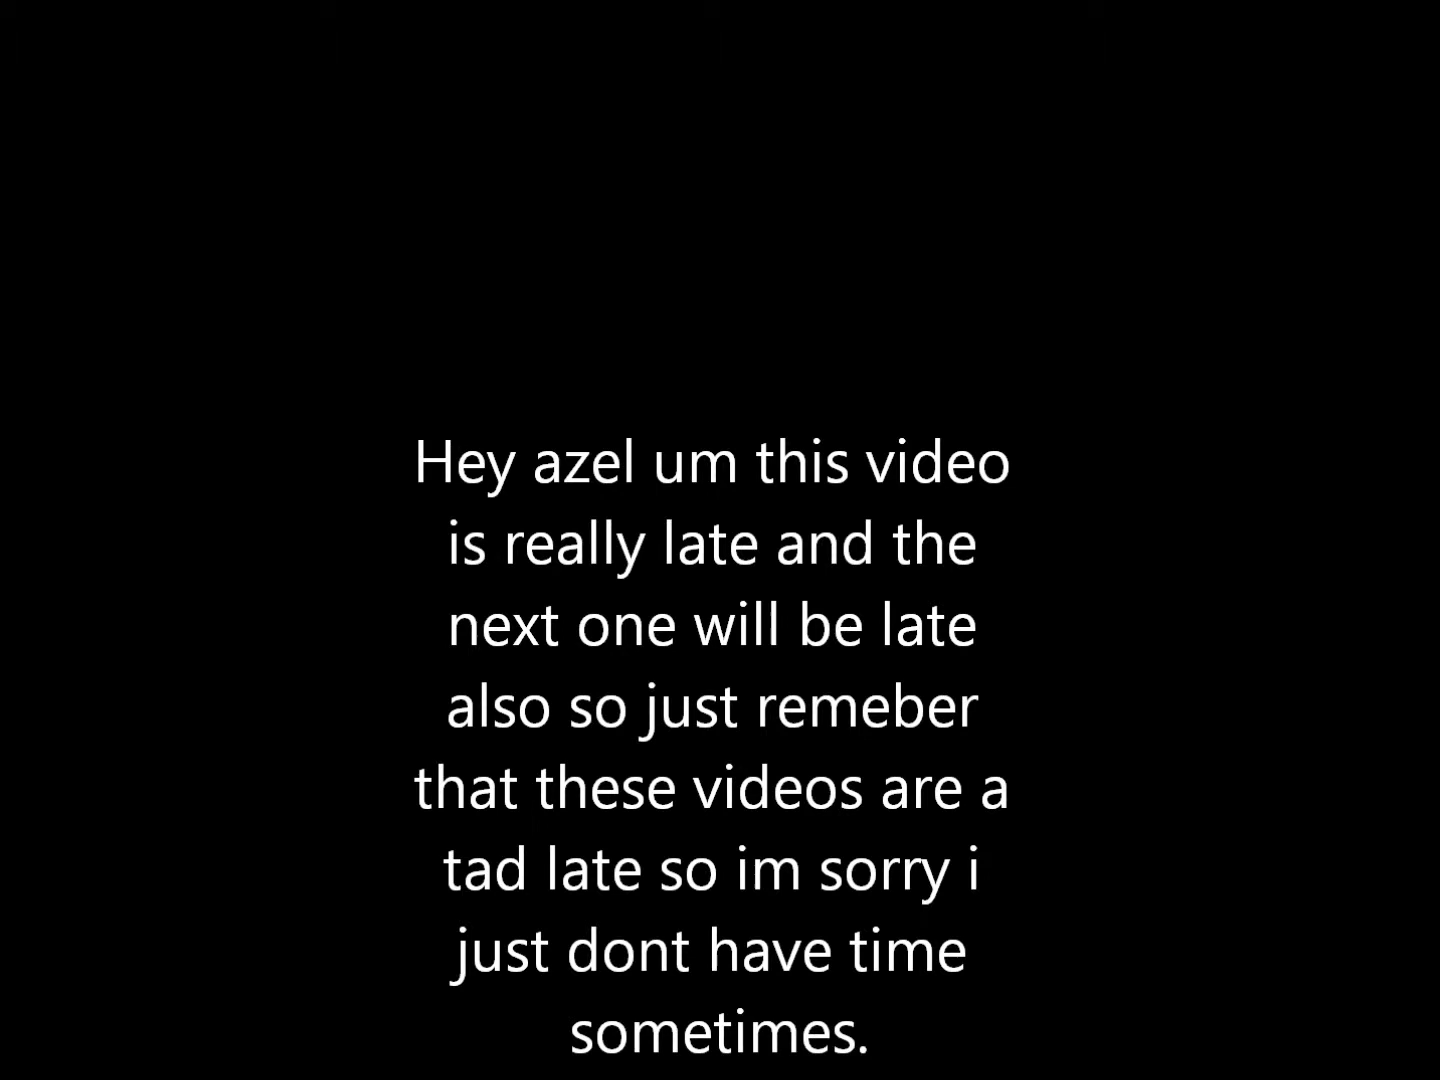 Hey azel um this video
is really late and the
next one will be late
also so just remeber
that these videos are a
tad late so im sorry i
just dont have time
sometimes.